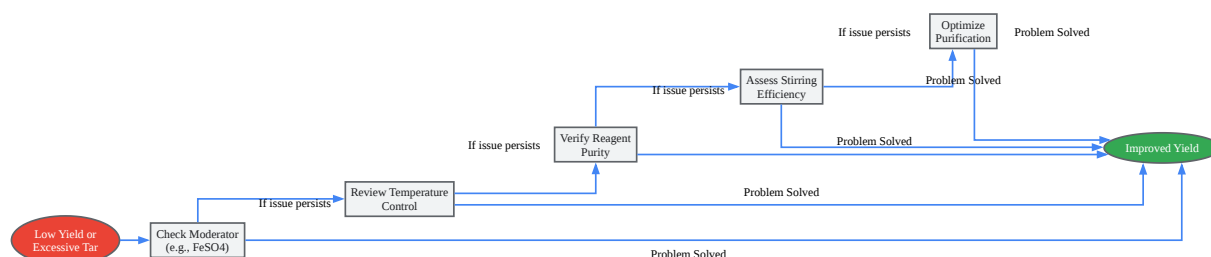 Optimize
Purification
If issue persists
Problem Solved
Assess Stirring
Efficiency
If issue persists
Problem Solved
Verify Reagent
Purity
If issue persists
Problem Solved
Improved Yield
Review Temperature
Control
If issue persists
Problem Solved
Low Yield or
Excessive Tar
Check Moderator
(e.g., FeSO4)
Problem Solved